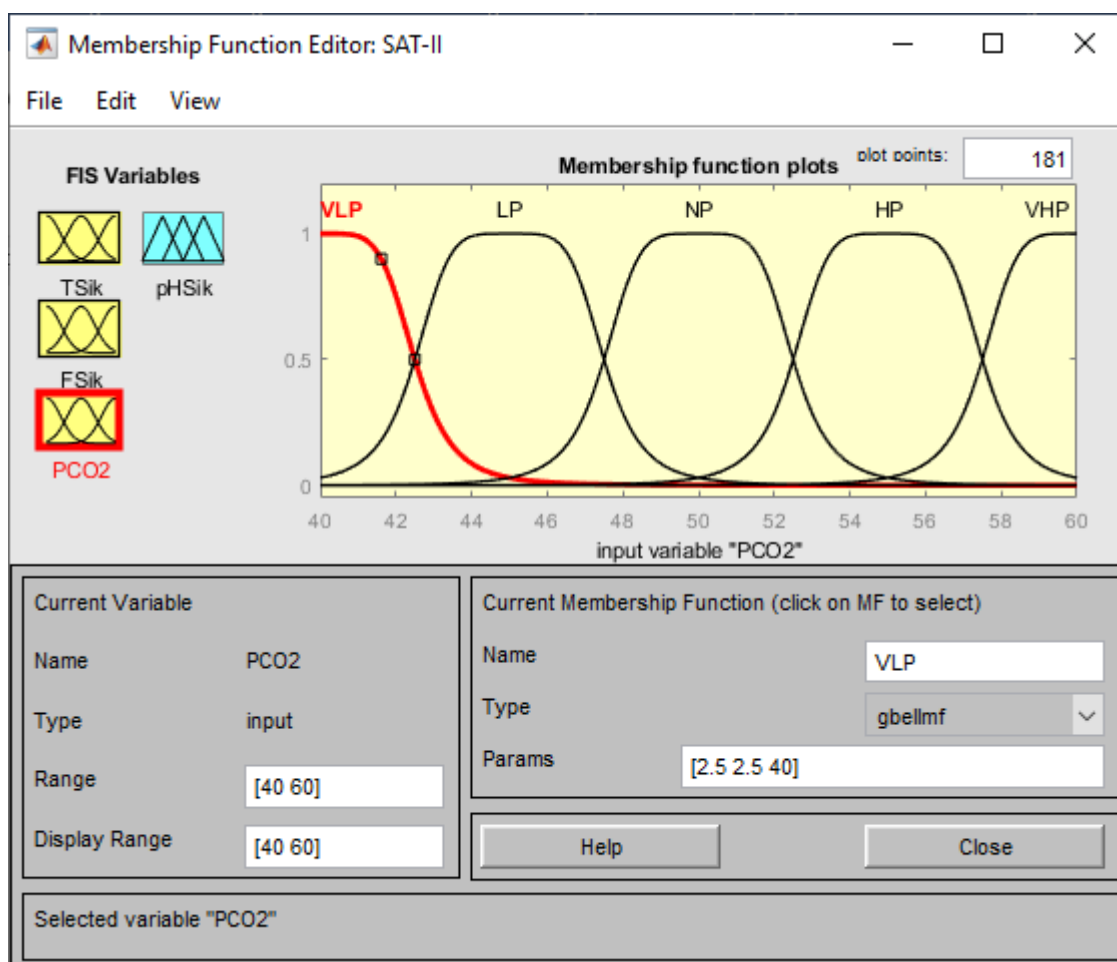 Membership Function Editor: SAT-II
File Edit View
FIS Variables
TSik pHSik
FSik
PCO2
Membership function plots plot points: 181
VLP LP NP HP VHP
1
0.5
0
40 42 44 46 48 50 52 54 56 58 60
input variable "PCO2"
Current Variable
Name PCO2
Type input
Range [40 60]
Display Range [40 60]
Current Membership Function (click on MF to select)
Name VLP
Type gbellmf
Params [2.5 2.5 40]
Help Close
Selected variable "PCO2"